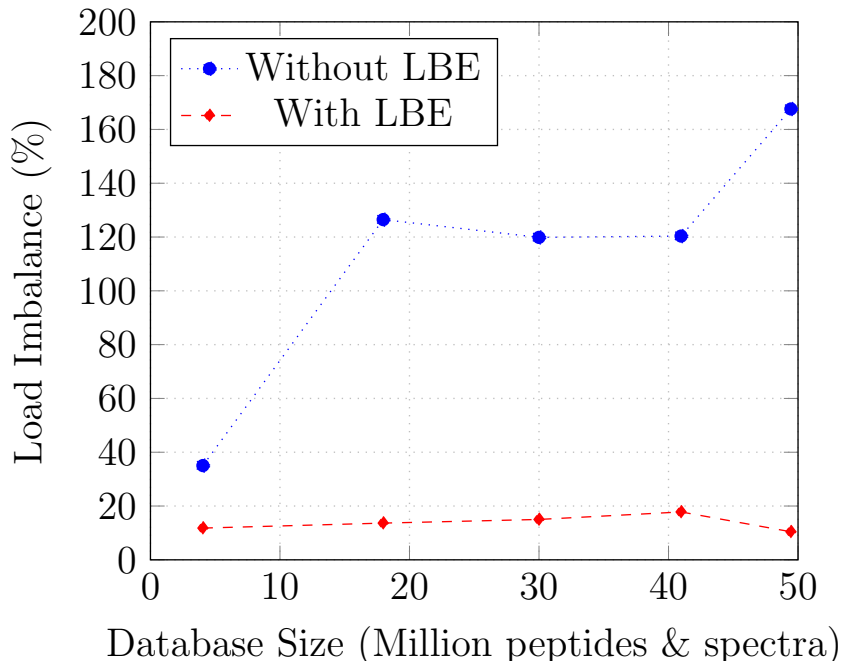 200
180
160
140
120
100
80
60
40
20
0
Load Imbalance (%)
Without LBE
With LBE
0 10 20 30 40 50
Database Size (Million peptides & spectra)